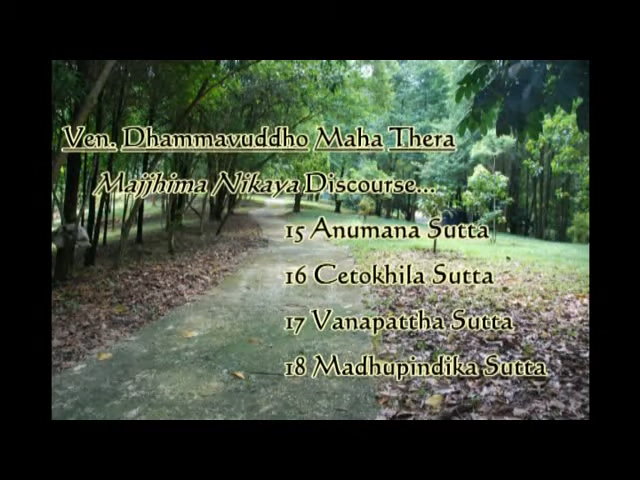 Ven. Dhammavuddho Maha Thera
Majjhima Nikaya Discourse...
15 Anumana Sutta
16 Cetokhila Sutta
17 Vanapattha Sutta
18 Madhupindika Sutta